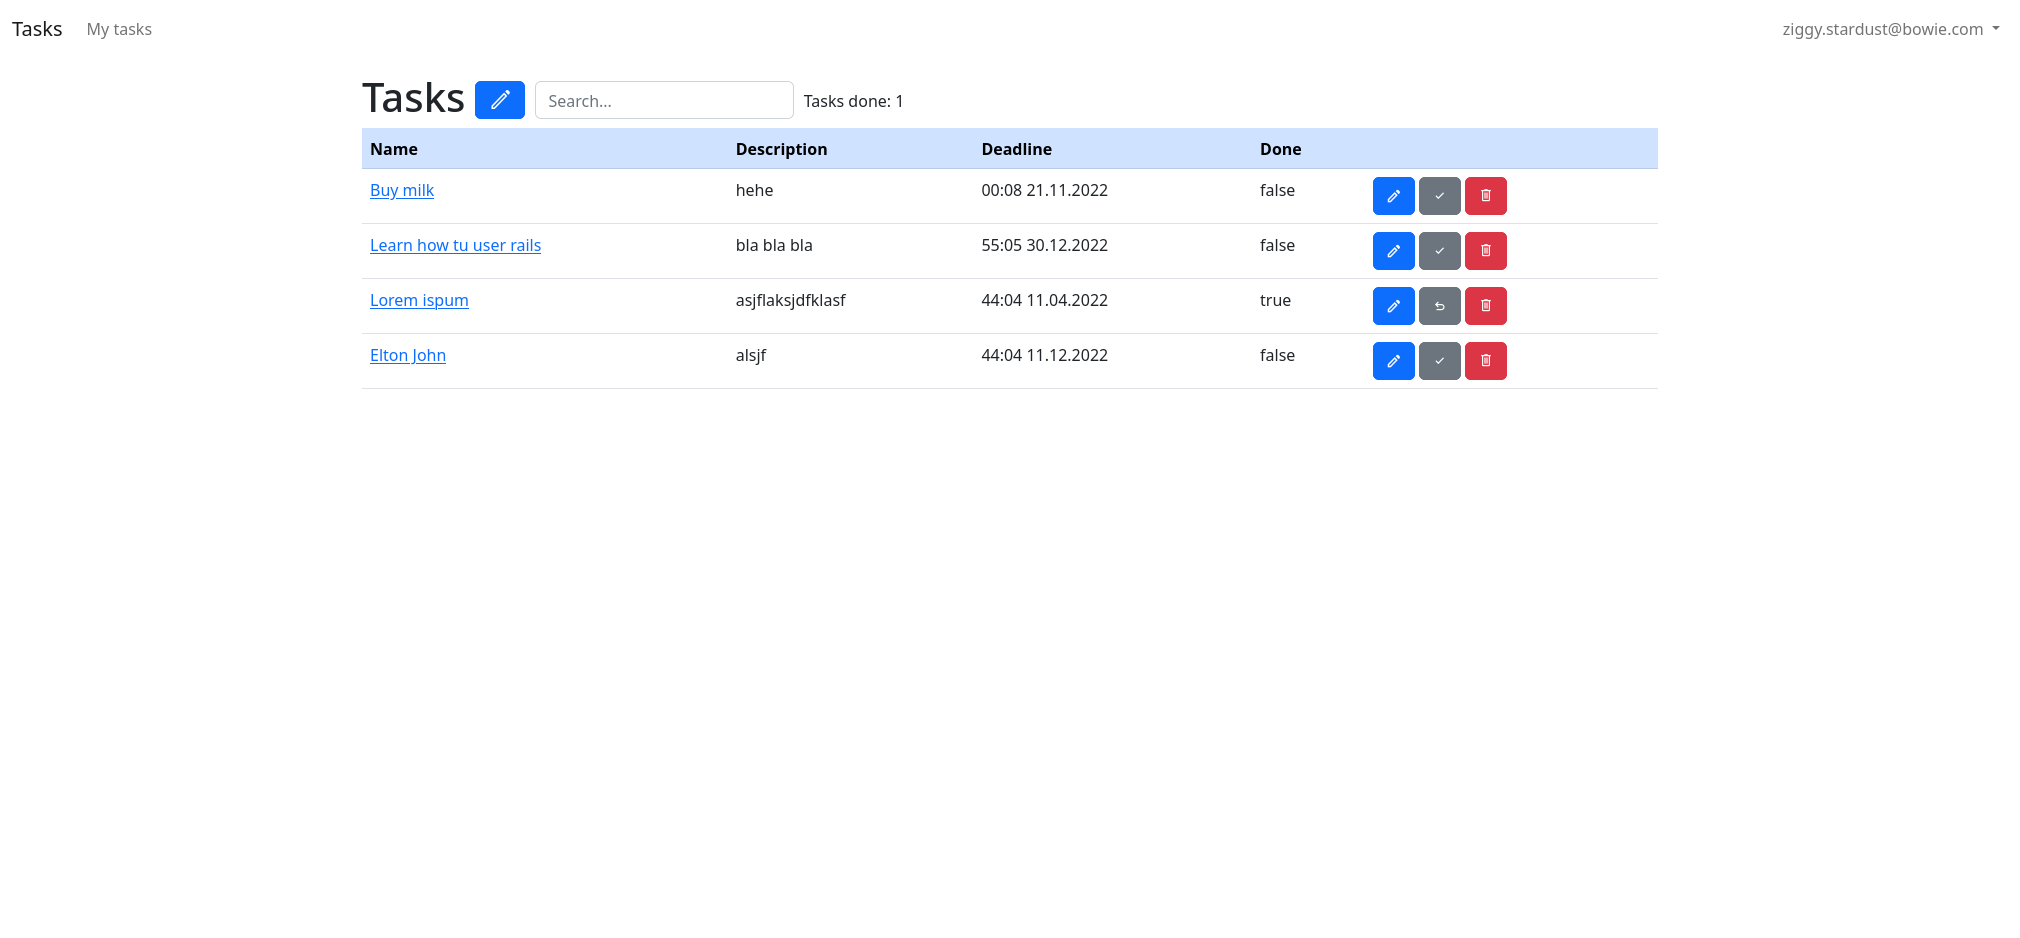 Tasks My tasks ziggy.stardust@bowie.com
Tasks Search... Tasks done: 1
Name Description Deadline Done
Buy milk hehe 00:08 21.11.2022 false
Learn how tu user rails bla bla bla 55:05 30.12.2022 false
Lorem ispum asjflaksjdfklasf 44:04 11.04.2022 true
Elton John alsjf 44:04 11.12.2022 false